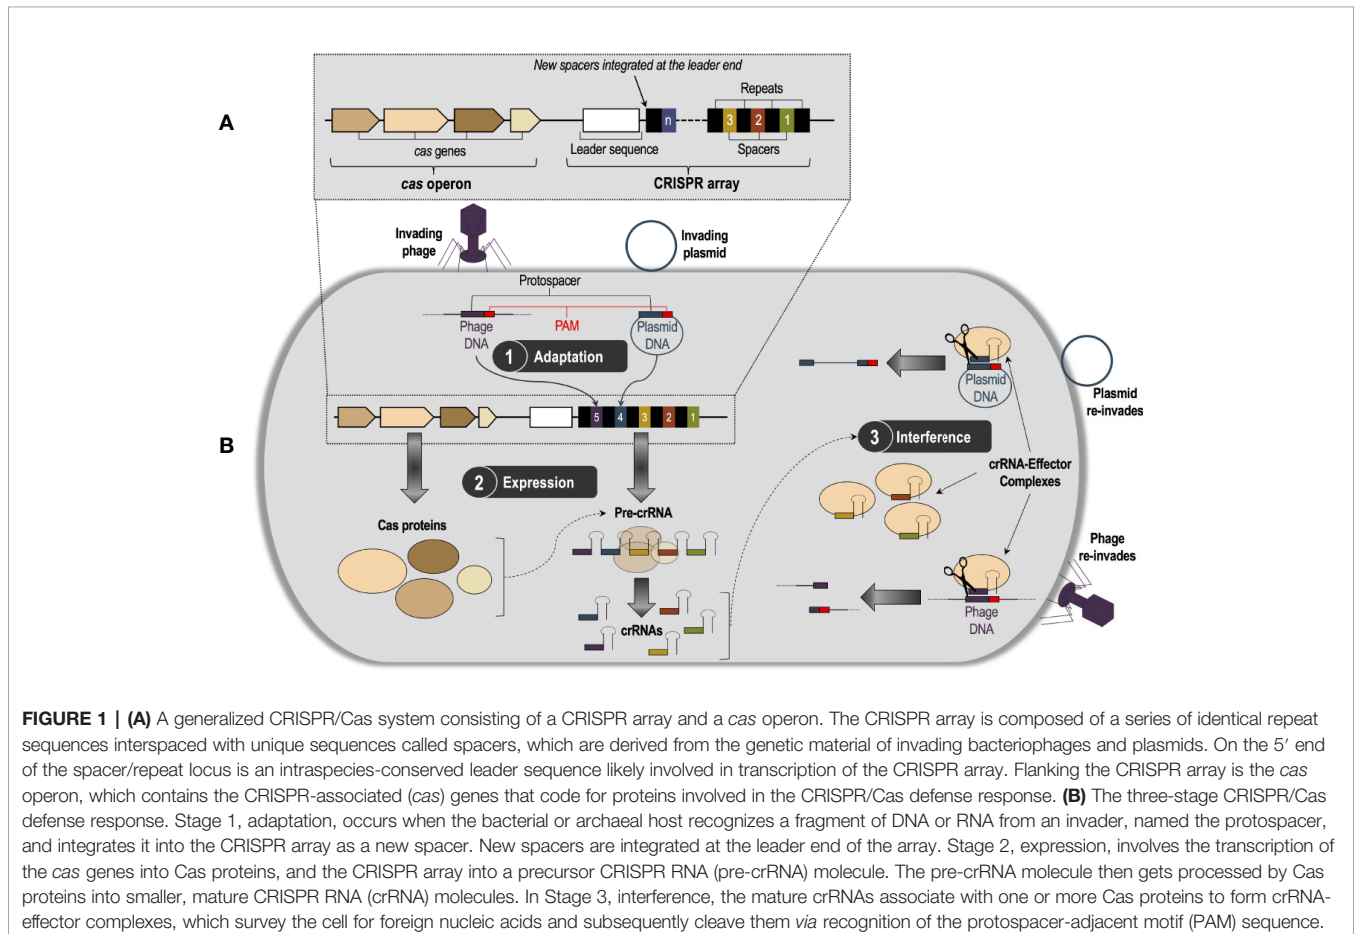 New spacers integrated at the leader end
A
Repeats
n
3
2
1
cas genes
Leader sequence
Spacers
cas operon
CRISPR array
Invading
phage
Invading
plasmid
Protospacer
Phage
DNA
PAM
Plasmid
DNA
1 Adaptation
Plasmid
DNA
Plasmid
re-invades
B
5
4
3
2
1
3 Interference
2 Expression
crRNA-Effector
Complexes
Cas proteins
Pre-crRNA
Phage
re-invades
Phage
DNA
crRNAs
FIGURE 1 | (A) A generalized CRISPR/Cas system consisting of a CRISPR array and a cas operon. The CRISPR array is composed of a series of identical repeat
sequences interspaced with unique sequences called spacers, which are derived from the genetic material of invading bacteriophages and plasmids. On the 5′ end
of the spacer/repeat locus is an intraspecies-conserved leader sequence likely involved in transcription of the CRISPR array. Flanking the CRISPR array is the cas
operon, which contains the CRISPR-associated (cas) genes that code for proteins involved in the CRISPR/Cas defense response. (B) The three-stage CRISPR/Cas
defense response. Stage 1, adaptation, occurs when the bacterial or archaeal host recognizes a fragment of DNA or RNA from an invader, named the protospacer,
and integrates it into the CRISPR array as a new spacer. New spacers are integrated at the leader end of the array. Stage 2, expression, involves the transcription of
the cas genes into Cas proteins, and the CRISPR array into a precursor CRISPR RNA (pre-crRNA) molecule. The pre-crRNA molecule then gets processed by Cas
proteins into smaller, mature CRISPR RNA (crRNA) molecules. In Stage 3, interference, the mature crRNAs associate with one or more Cas proteins to form crRNA-
effector complexes, which survey the cell for foreign nucleic acids and subsequently cleave them via recognition of the protospacer-adjacent motif (PAM) sequence.